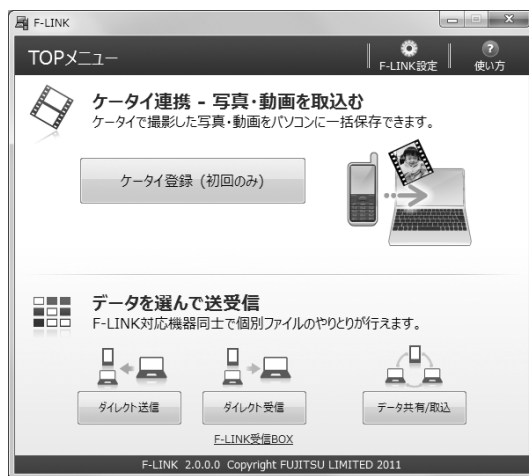 F-LINK
TOPメニュー
F-LINK設定
?
使い方
ケータイ連携 - 写真・動画を取込む
ケータイで撮影した写真・動画をパソコンに一括保存できます。
ケータイ登録 (初回のみ)
データを選んで送受信
F-LINK対応機器同士で個別ファイルのやりとりが行えます。
ダイレクト送信
ダイレクト受信
データ共有/取込
F-LINK受信BOX
F-LINK 2.0.0.0 Copyright FUJITSU LIMITED 2011